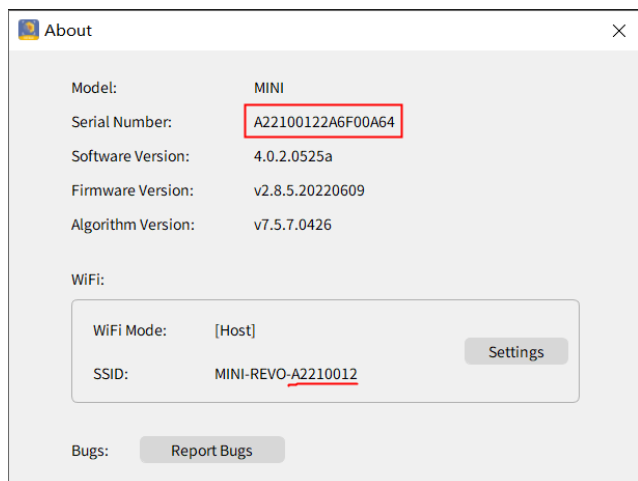 About
Model: MINI
Serial Number: A22100122A6F00A64
Software Version: 4.0.2.0525a
Firmware Version: v2.8.5.20220609
Algorithm Version: v7.5.7.0426
WiFi:
WiFi Mode: [Host]
Settings
SSID: MINI-REVO-A2210012
Bugs: Report Bugs